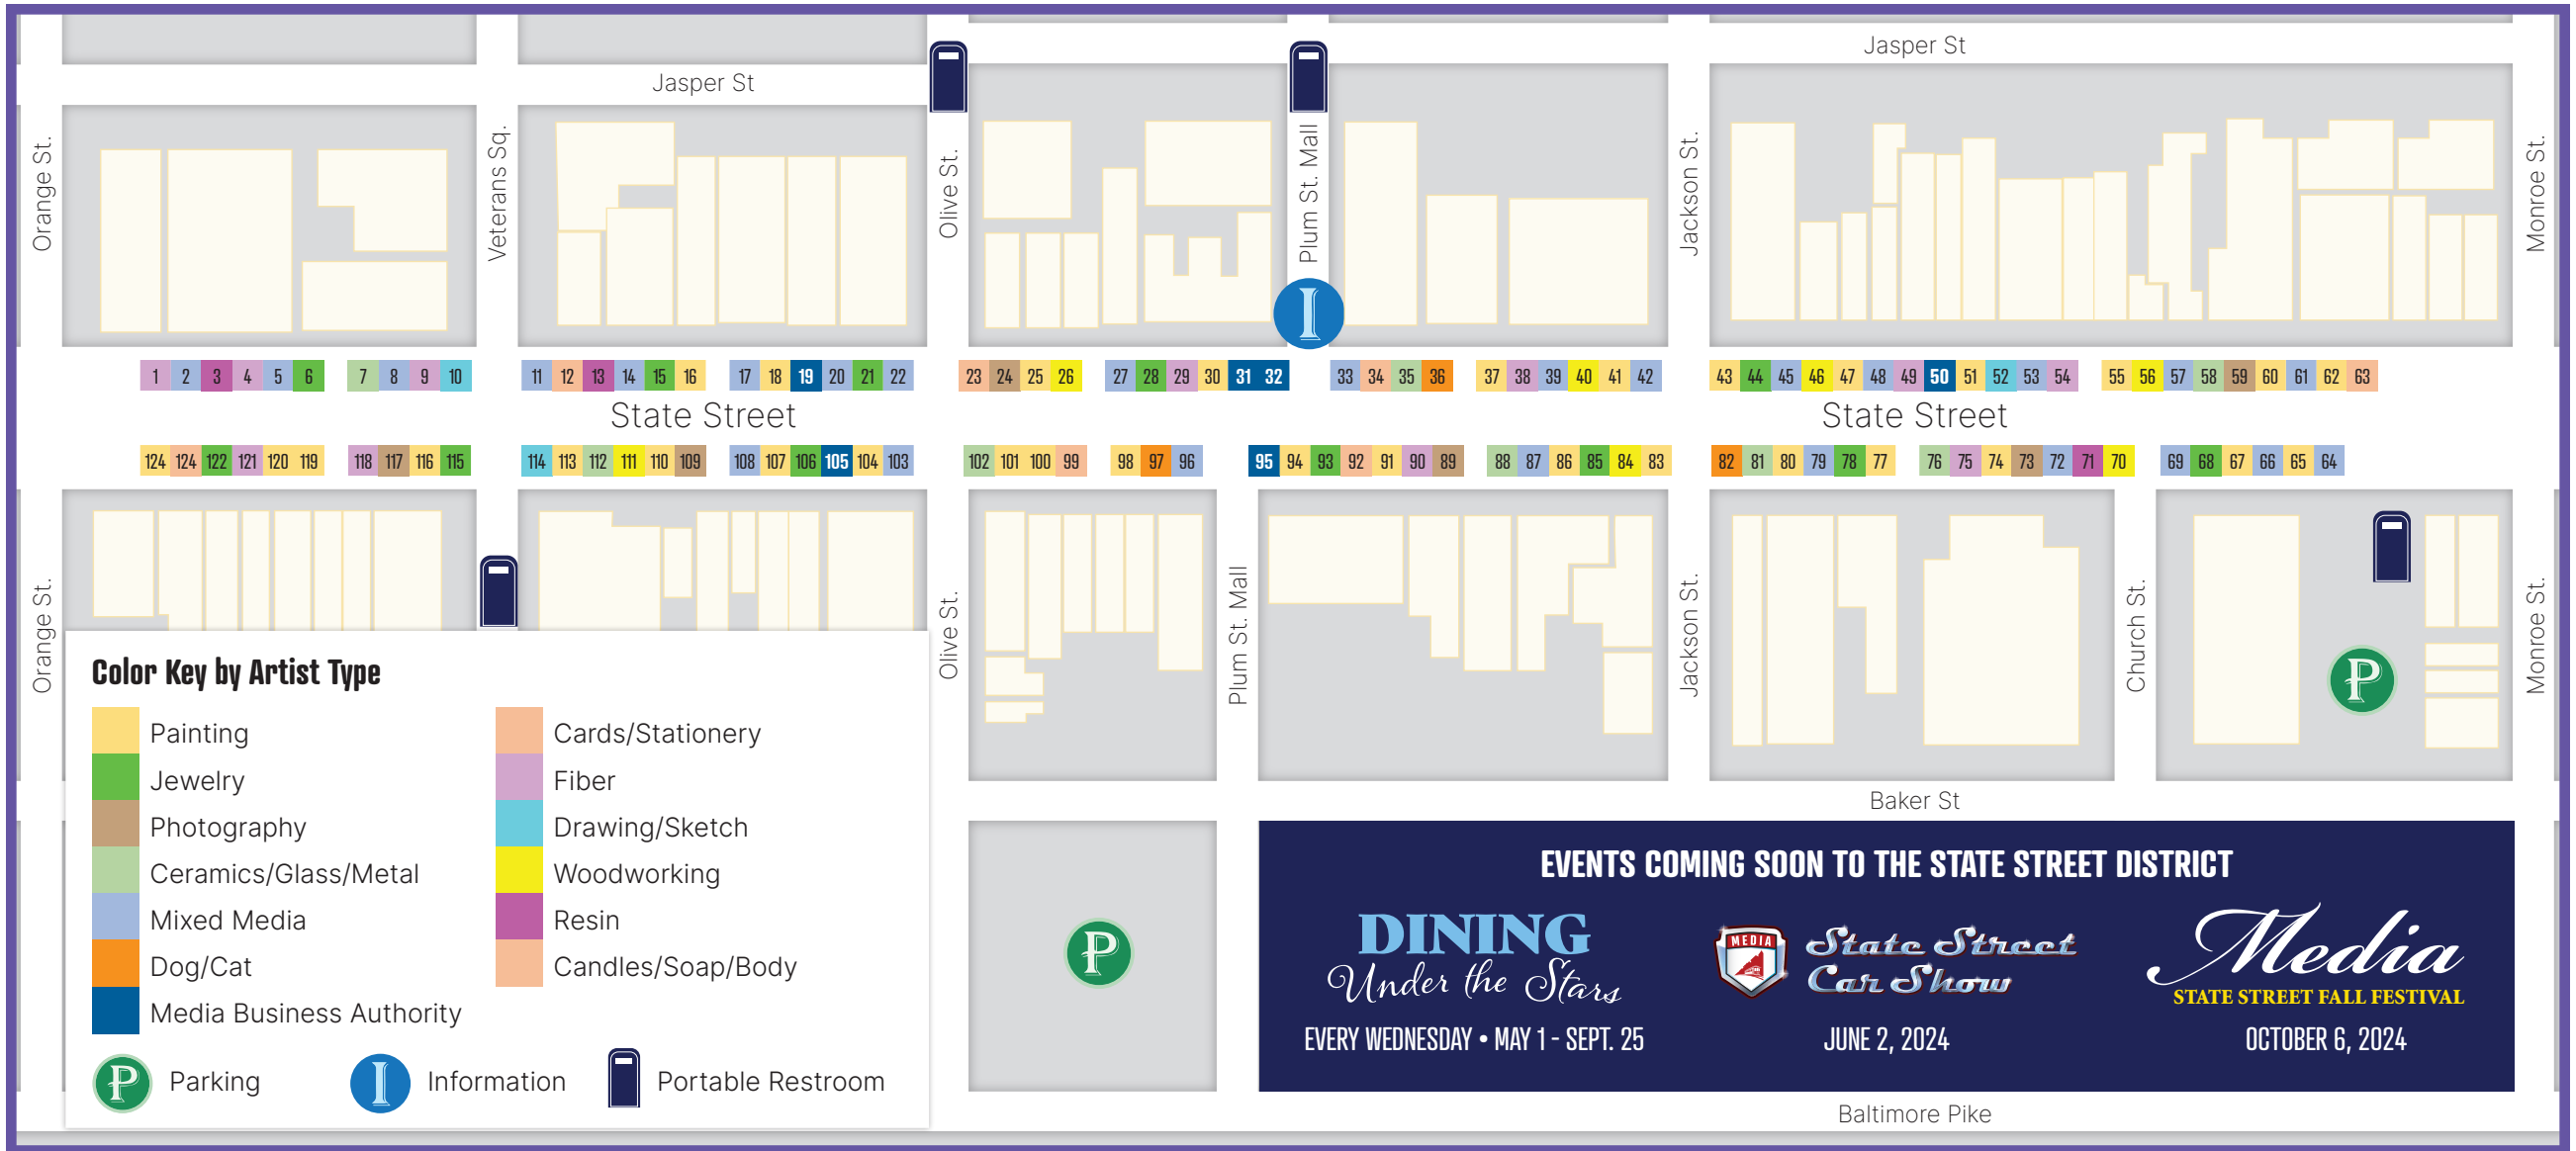 Jasper St
Jasper St
Orange St.
Veterans Sq.
Olive St.
Plum St. Mall
Jackson St.
Monroe St.
1 2 3 4 5 6 7 8 9 10 11 12 13 14 15 16 17 18 19 20 21 22 23 24 25 26 27 28 29 30 31 32 33 34 35 36 37 38 39 40 41 42 43 44 45 46 47 48 49 50 51 52 53 54 55 56 57 58 59 60 61 62 63
State Street
State Street
124 124 122 121 120 119 118 117 116 115 114 113 112 111 110 109 108 107 106 105 104 103 102 101 100 99 98 97 96 95 94 93 92 91 90 89 88 87 86 85 84 83 82 81 80 79 78 77 76 75 74 73 72 71 70 69 68 67 66 65 64
Orange St.
Olive St.
Plum St. Mall
Jackson St.
Church St.
Monroe St.
Color Key by Artist Type
Painting
Jewelry
Photography
Ceramics/Glass/Metal
Mixed Media
Dog/Cat
Media Business Authority
Cards/Stationery
Fiber
Drawing/Sketch
Woodworking
Resin
Candles/Soap/Body
P Parking
I Information
Portable Restroom
I
P
P
Baker St
EVENTS COMING SOON TO THE STATE STREET DISTRICT
DINING
Under the Stars
EVERY WEDNESDAY • MAY 1 - SEPT. 25
MEDIA
State Street
Car Show
JUNE 2, 2024
Media
STATE STREET FALL FESTIVAL
OCTOBER 6, 2024
Baltimore Pike